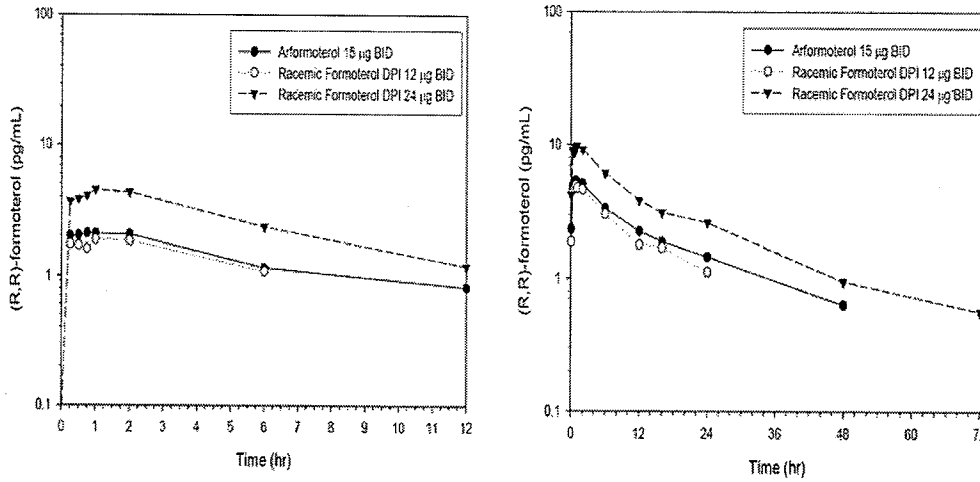 100
10
1
0.1
(R,R)-formoterol (pg/mL)
Arformoterol 15 µg BID
Racemic Formoterol DPI 12 µg BID
Racemic Formoterol DPI 24 µg BID
0 1 2 3 4 5 6 7 8 9 10 11 12
Time (hr)
100
10
1
0.1
(R,R)-formoterol (pg/mL)
Arformoterol 15 µg BID
Racemic Formoterol DPI 12 µg BID
Racemic Formoterol DPI 24 µg BID
0 12 24 36 48 60
Time (hr)